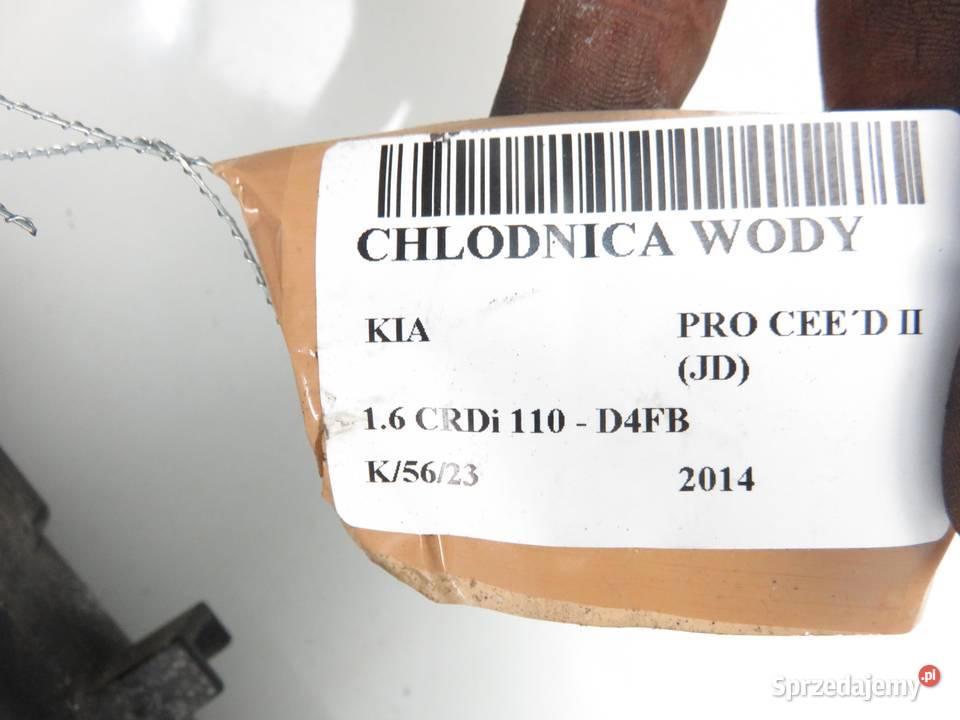 CHLODNICA WODY
KIA PRO CEE´D II
(JD)
1.6 CRDi 110 - D4FB
K/56/23 2014
Sprzedajemy.pl